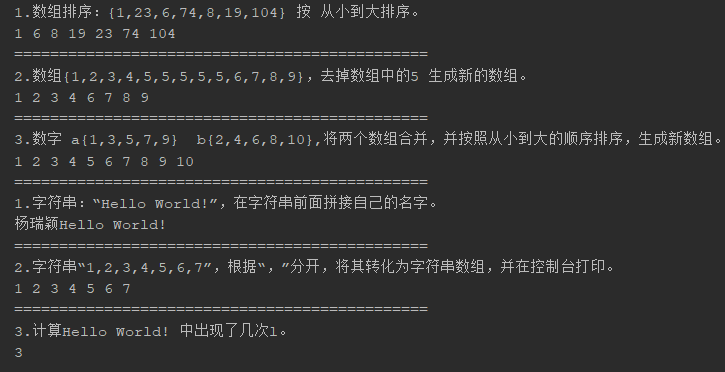 1.数组排序：{1,23,6,74,8,19,104} 按 从小到大排序。
1 6 8 19 23 74 104
==============================================
2.数组{1,2,3,4,5,5,5,5,5,6,7,8,9}，去掉数组中的5 生成新的数组。
1 2 3 4 6 7 8 9
==============================================
3.数字 a{1,3,5,7,9}  b{2,4,6,8,10},将两个数组合并，并按照从小到大的顺序排序，生成新数组。
1 2 3 4 5 6 7 8 9 10
==============================================
1.字符串：“Hello World!”，在字符串前面拼接自己的名字。
杨瑞颖Hello World!
==============================================
2.字符串“1,2,3,4,5,6,7”，根据“，”分开，将其转化为字符串数组，并在控制台打印。
1 2 3 4 5 6 7
==============================================
3.计算Hello World! 中出现了几次l。
3